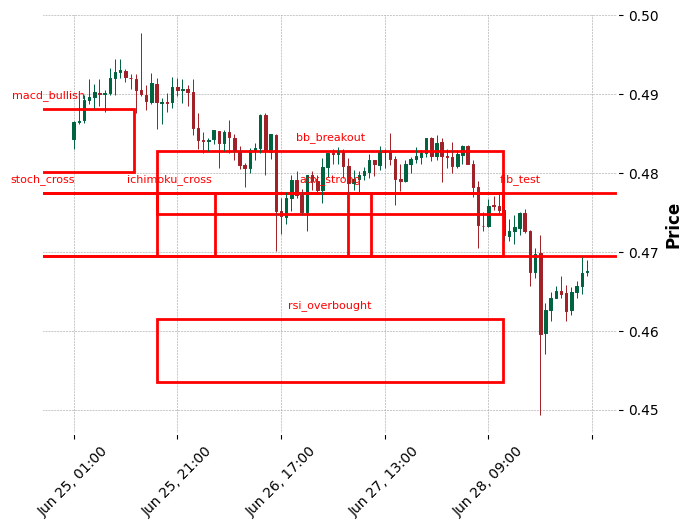 0.50
macd_bullish
0.49
bb_breakout
stoch_cross
ichimoku_cross
adx_strong
fib_test
0.48
0.47
Price
rsi_overbought
0.46
0.45
Jun 25, 01:00
Jun 25, 21:00
Jun 26, 17:00
Jun 27, 13:00
Jun 28, 09:00